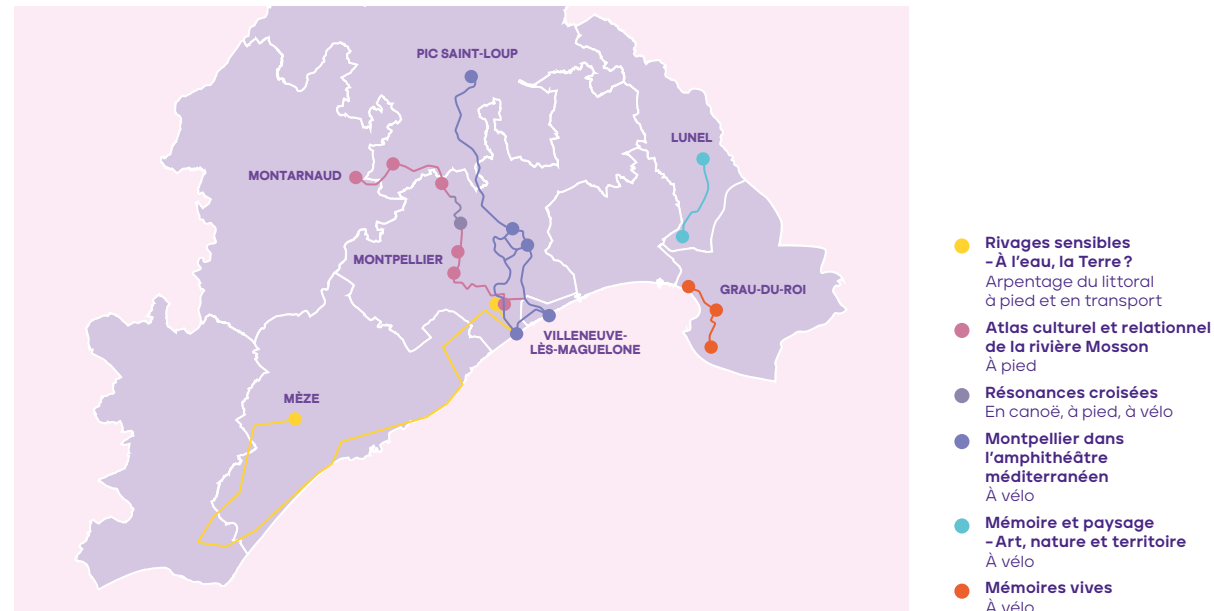 PIC SAINT-LOUP
LUNEL
MONTARNAUD
MONTPELLIER
GRAU-DU-ROI
VILLENEUVE-
LÈS-MAGUELONE
MÈZE
Rivages sensibles
– À l’eau, la Terre ?
Arpentage du littoral
à pied et en transport
Atlas culturel et relationnel
de la rivière Mosson
À pied
Résonances croisées
En canoë, à pied, à vélo
Montpellier dans
l’amphithéâtre
méditerranéen
À vélo
Mémoire et paysage
– Art, nature et territoire
À vélo
Mémoires vives
À vélo